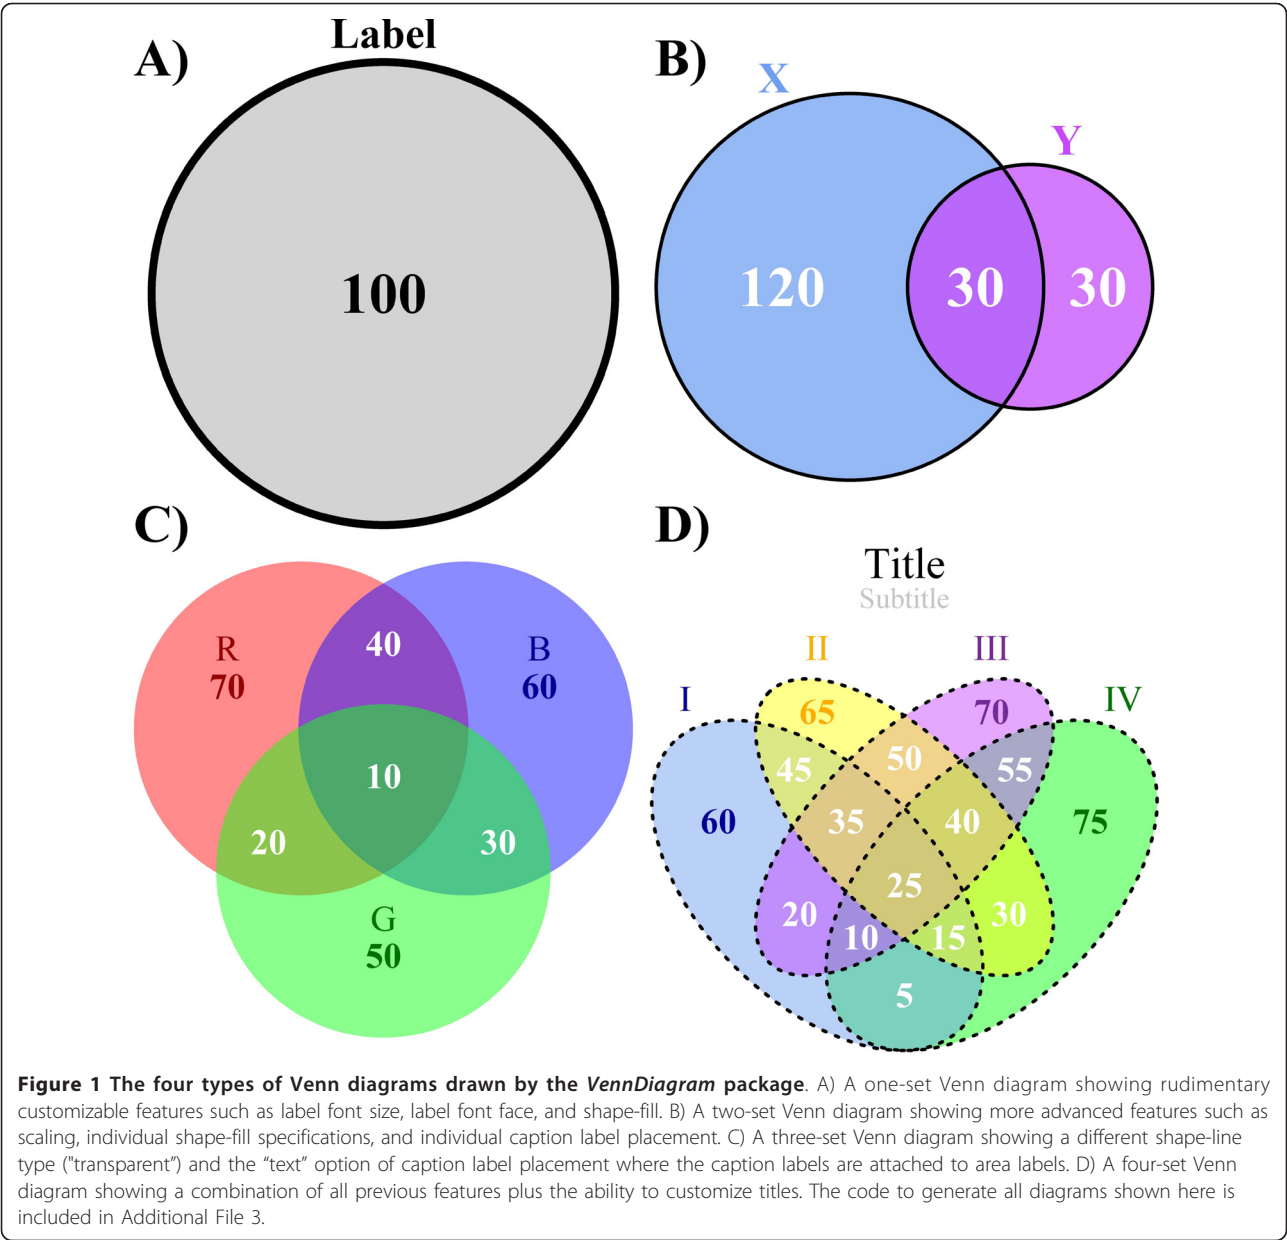 A)
Label
100
B)
X
Y
120
30
30
C)
R
70
40
B
60
10
20
30
G
50
D)
Title
Subtitle
I
II
III
IV
65
70
45
50
55
60
35
40
75
25
20
10
15
30
5
Figure 1 The four types of Venn diagrams drawn by the VennDiagram package. A) A one-set Venn diagram showing rudimentary
customizable features such as label font size, label font face, and shape-fill. B) A two-set Venn diagram showing more advanced features such as
scaling, individual shape-fill specifications, and individual caption label placement. C) A three-set Venn diagram showing a different shape-line
type ("transparent”) and the “text” option of caption label placement where the caption labels are attached to area labels. D) A four-set Venn
diagram showing a combination of all previous features plus the ability to customize titles. The code to generate all diagrams shown here is
included in Additional File 3.